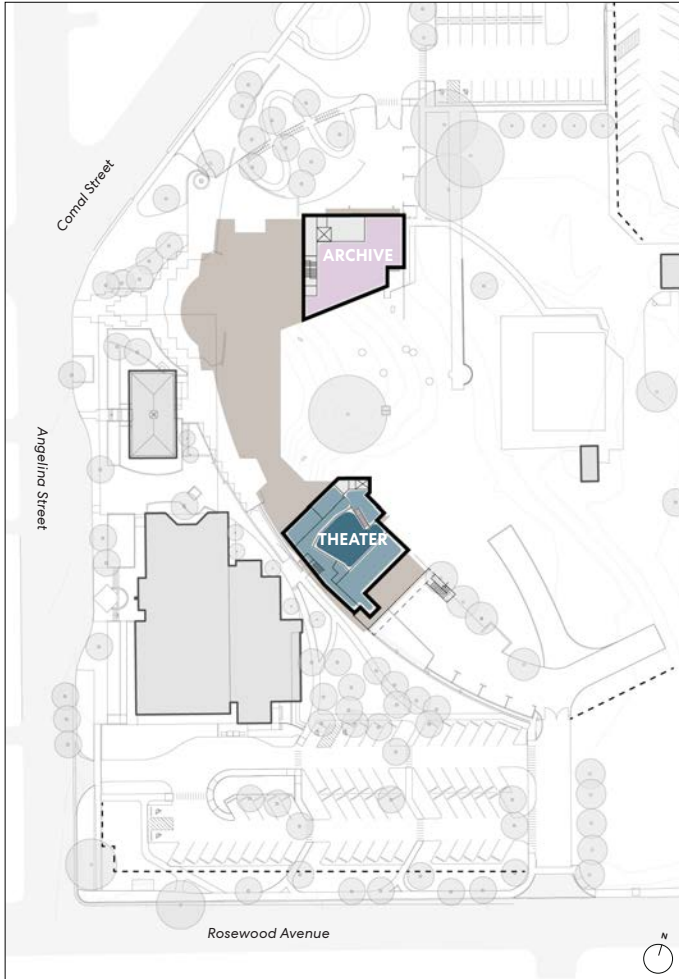 Comal Street
ARCHIVE
Angelina Street
THEATER
Rosewood Avenue
N